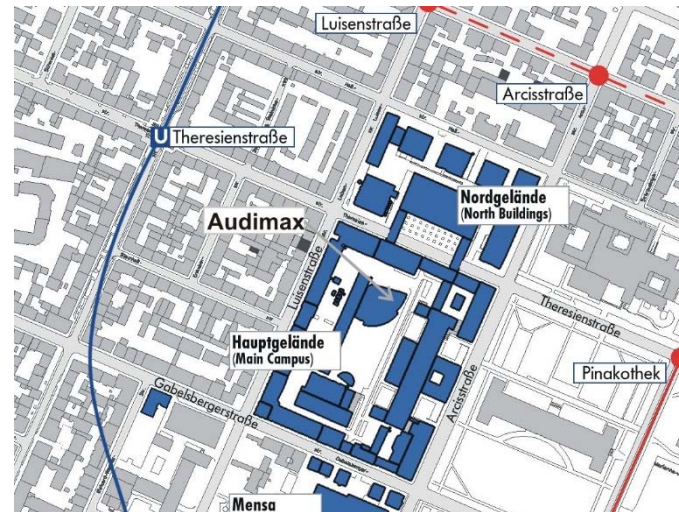 Luisenstraße
Arcisstraße
U Theresienstraße
Nordgelände
(North Buildings)
Audimax
Luisenstraße
Theresienstraße
Hauptgelände
(Main Campus)
Pinakothek
Arcisstraße
Gabelsbergerstraße
Mensa